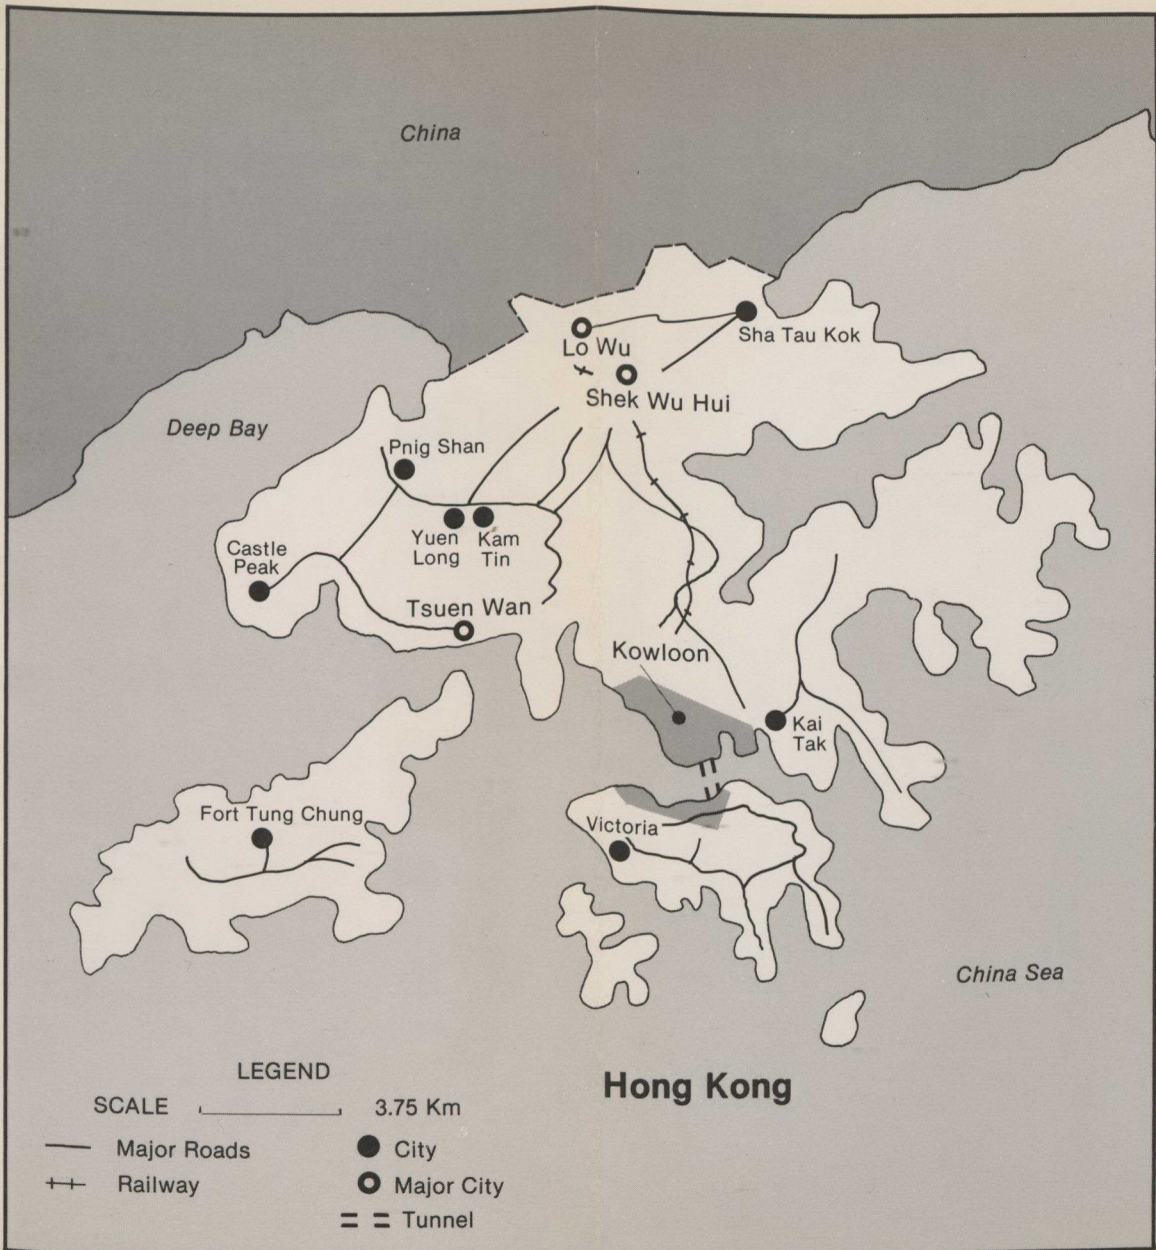 China
Sha Tau Kok
Lo Wu
Shek Wu Hui
Deep Bay
Pnig Shan
Yuen
Long
Kam
Tin
Castle
Peak
Tsuen Wan
Kowloon
Kai
Tak
Fort Tung Chung
Victoria
China Sea
Hong Kong
LEGEND
SCALE 3.75 Km
Major Roads
City
Railway
Major City
Tunnel